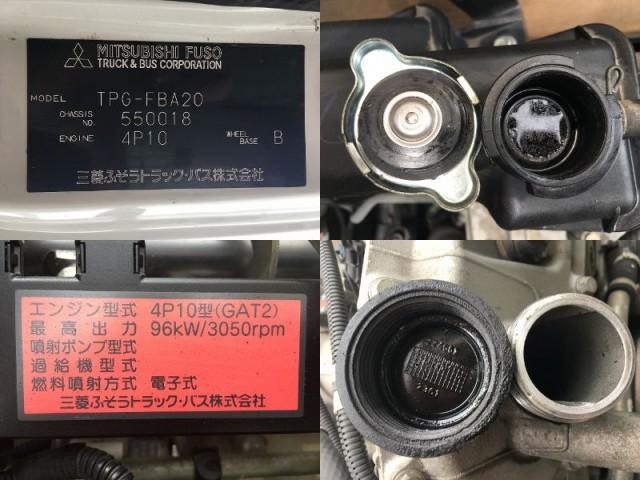 MITSUBISHI FUSO
TRUCK & BUS CORPORATION
MODEL TPG-FBA20
CHASSIS NO. 550018
ENGINE 4P10 WHEEL BASE B
三菱ふそうトラック・バス株式会社
エンジン型式 4P10型(GAT2)
最高出力 96kW/3050rpm
噴射ポンプ型式
過給機型式
燃料噴射方式 電子式
三菱ふそうトラック・バス株式会社